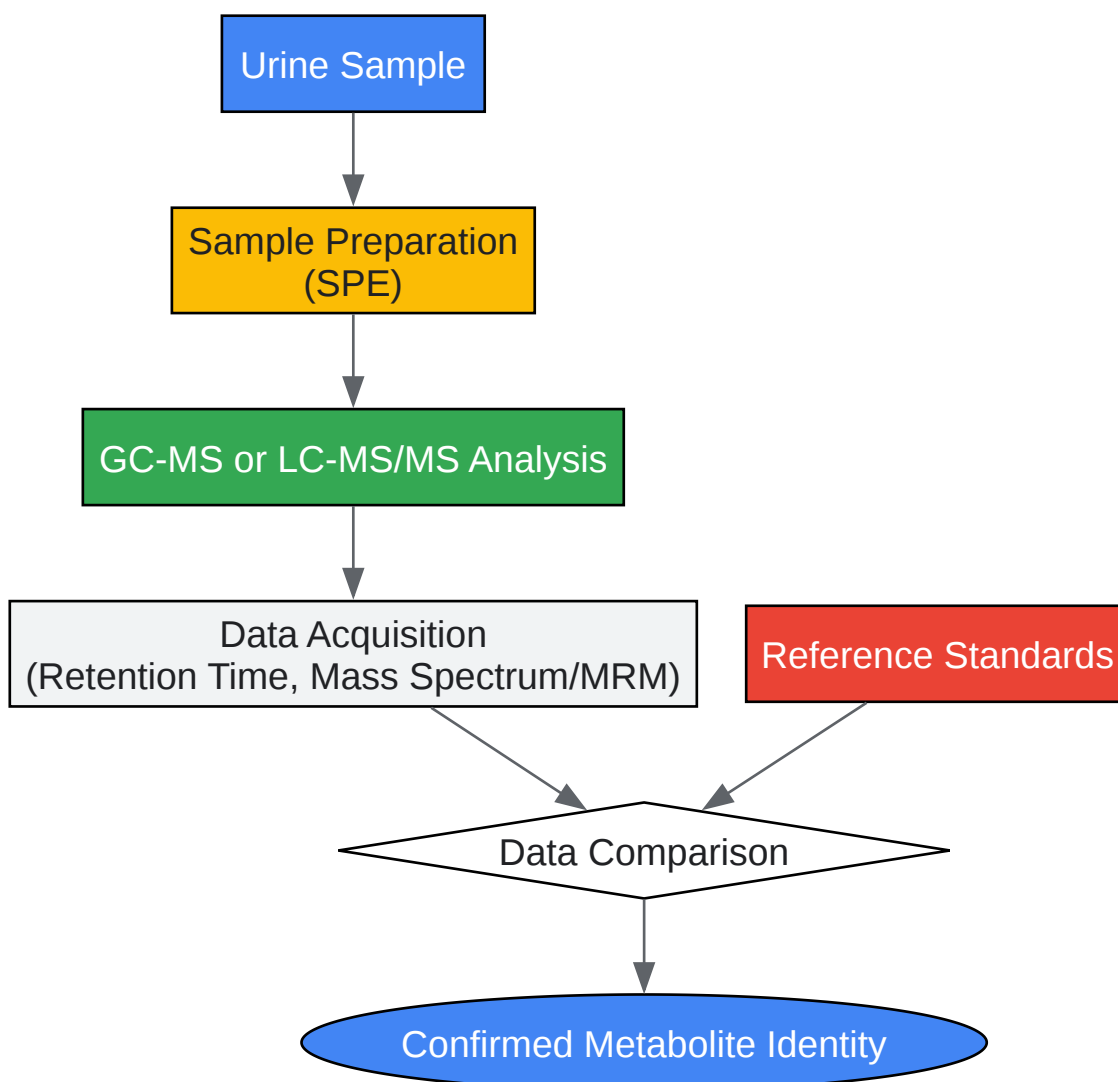 Urine Sample
Sample Preparation
(SPE)
GC-MS or LC-MS/MS Analysis
Data Acquisition
(Retention Time, Mass Spectrum/MRM)
Reference Standards
Data Comparison
Confirmed Metabolite Identity